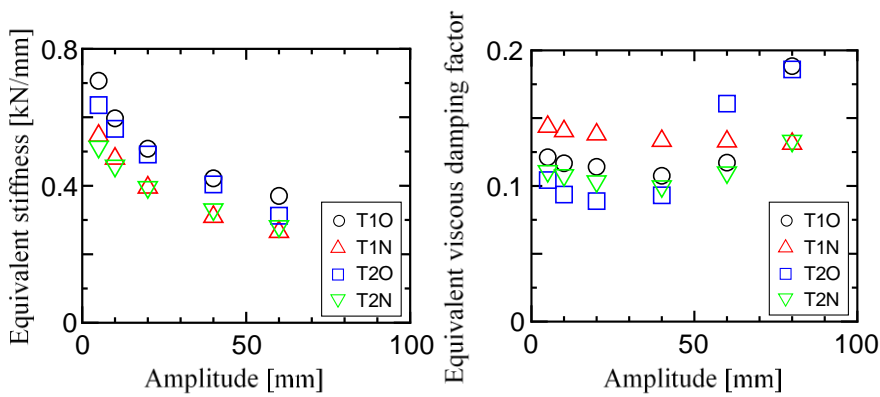 Equivalent stiffness [kN/mm]
0.8
0.4
0
0
50
100
Amplitude [mm]
T1O
T1N
T2O
T2N
Equivalent viscous damping factor
0.2
0.1
0
0
50
100
Amplitude [mm]
T1O
T1N
T2O
T2N